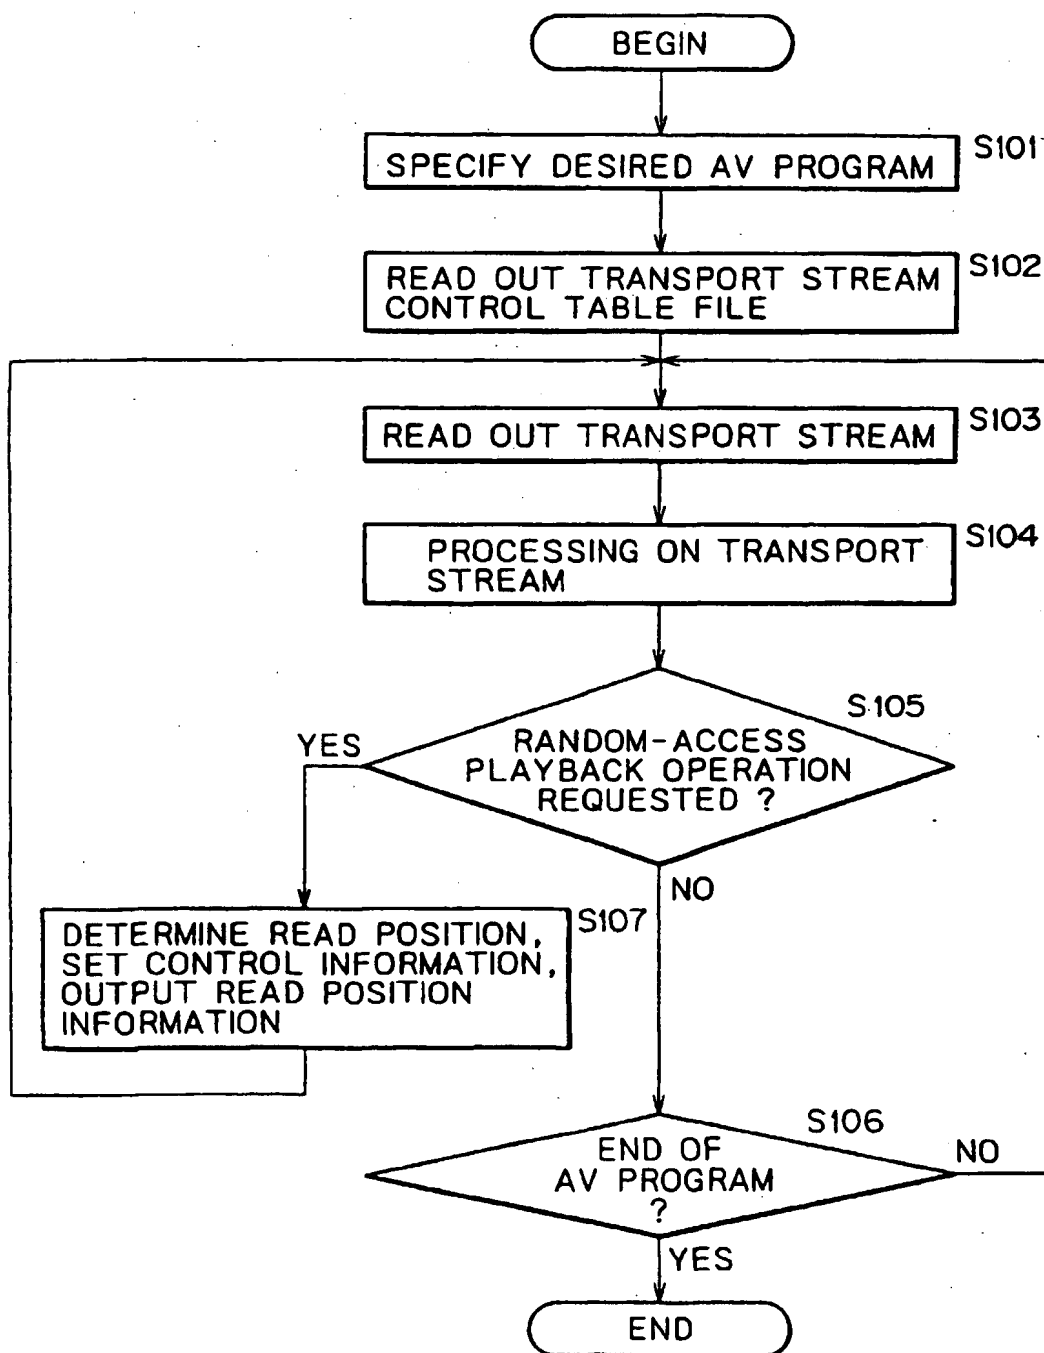 BEGIN
S101
SPECIFY DESIRED AV PROGRAM
S102
READ OUT TRANSPORT STREAM
CONTROL TABLE FILE
S103
READ OUT TRANSPORT STREAM
S104
PROCESSING ON TRANSPORT
STREAM
S105
YES
RANDOM-ACCESS
PLAYBACK OPERATION
REQUESTED ?
NO
S107
DETERMINE READ POSITION,
SET CONTROL INFORMATION,
OUTPUT READ POSITION
INFORMATION
S106
END OF
AV PROGRAM
?
NO
YES
END